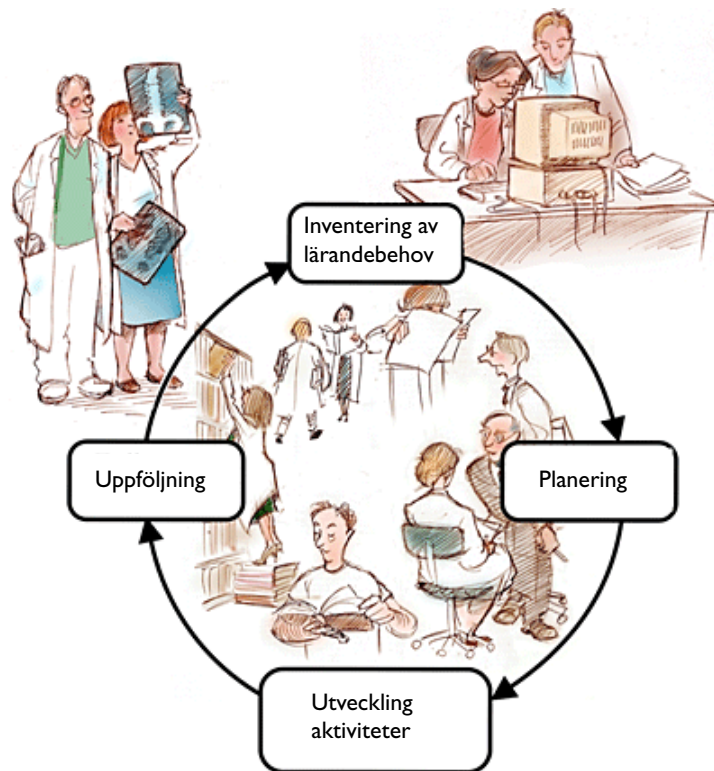 Inventering av
lärandebehov
Uppföljning
Planering
Utveckling
aktiviteter